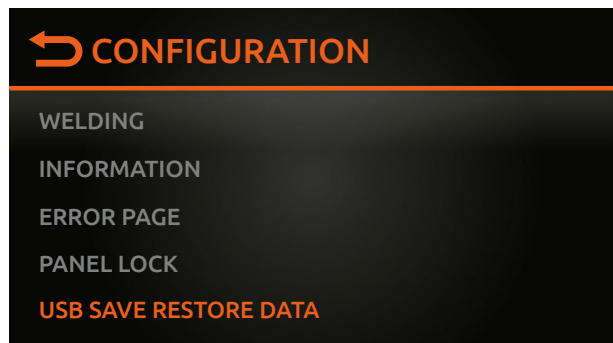 CONFIGURATION
WELDING
INFORMATION
ERROR PAGE
PANEL LOCK
USB SAVE RESTORE DATA